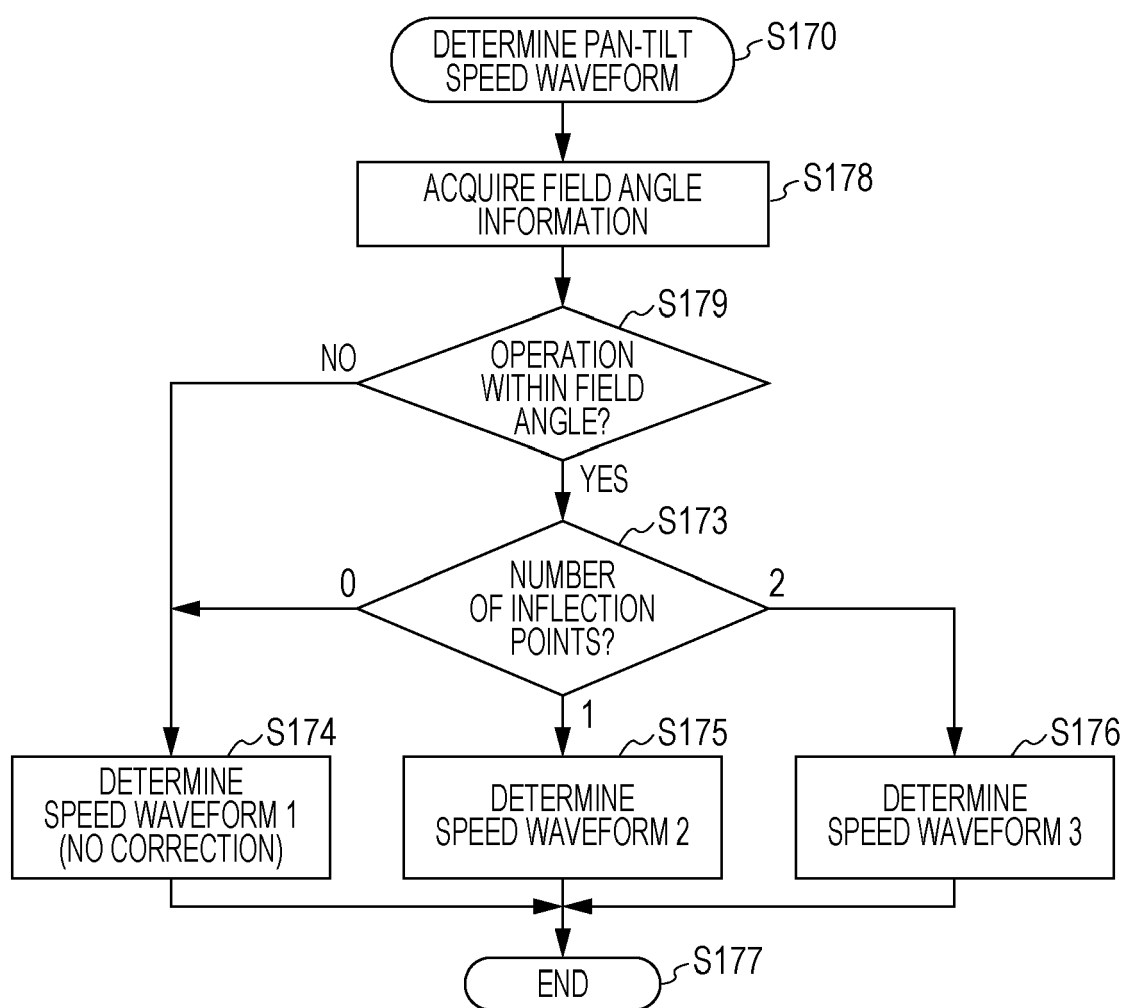 DETERMINE PAN-TILT
SPEED WAVEFORM
S170
ACQUIRE FIELD ANGLE
INFORMATION
S178
S179
NO
OPERATION
WITHIN FIELD
ANGLE?
YES
S173
0
NUMBER
OF INFLECTION
POINTS?
2
1
S174
DETERMINE
SPEED WAVEFORM 1
(NO CORRECTION)
S175
DETERMINE
SPEED WAVEFORM 2
S176
DETERMINE
SPEED WAVEFORM 3
END
S177